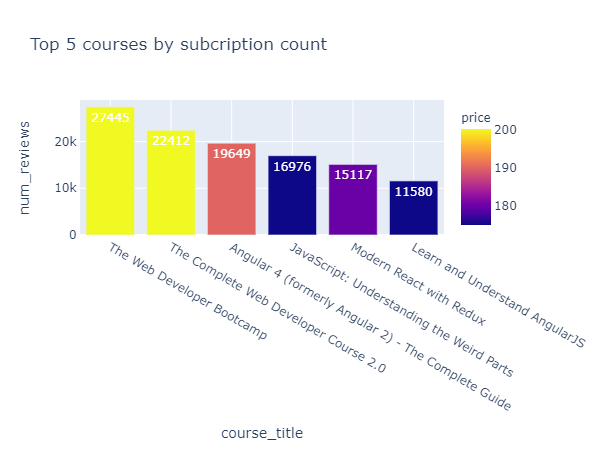 Top 5 courses by subcription count
num_reviews
20k
10k
0
27445
22412
19649
16976
15117
11580
The Web Developer Bootcamp
The Complete Web Developer Course 2.0
Angular 4 (formerly Angular 2) - The Complete Guide
JavaScript: Understanding the Weird Parts
Modern React with Redux
Learn and Understand AngularJS
course_title
price
200
190
180